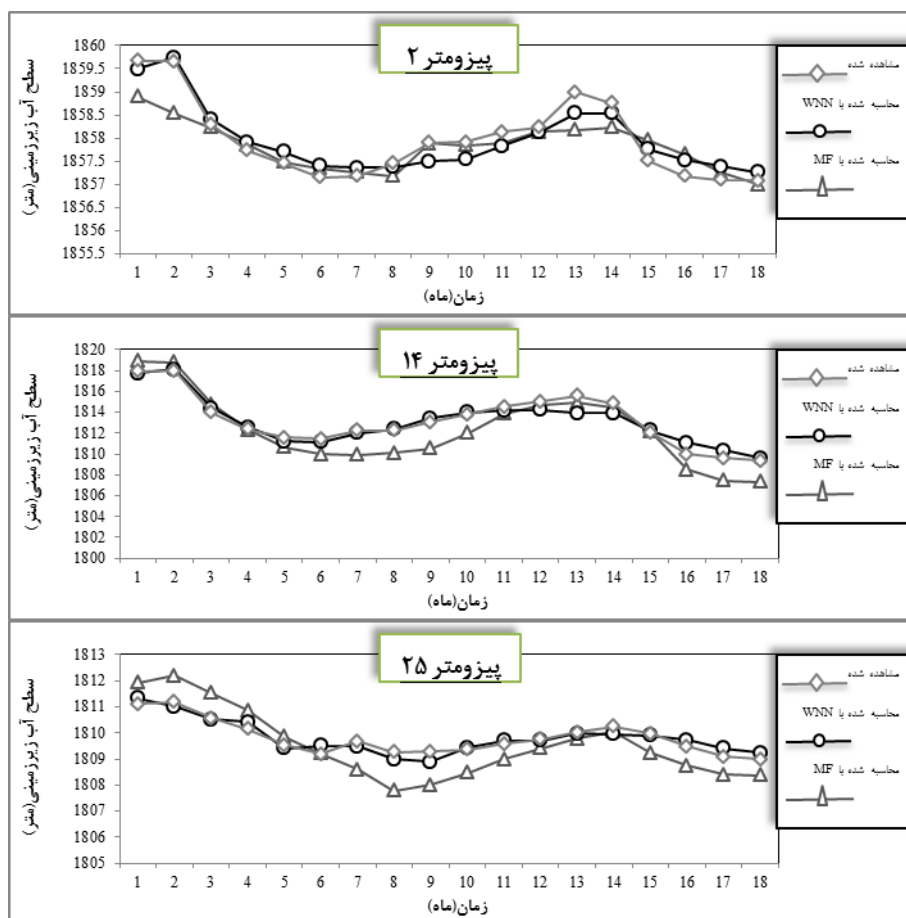 پیزومتر ۲
سطح آب زیرزمینی(متر)
1860
1859.5
1859
1858.5
1858
1857.5
1857
1856.5
1856
1855.5
1 2 3 4 5 6 7 8 9 10 11 12 13 14 15 16 17 18
زمان(ماه)
مشاهده شده
محاسبه شده با WNN
محاسبه شده با MF
پیزومتر ۱۴
سطح آب زیرزمینی(متر)
1820
1818
1816
1814
1812
1810
1808
1806
1804
1802
1800
1 2 3 4 5 6 7 8 9 10 11 12 13 14 15 16 17 18
زمان(ماه)
مشاهده شده
محاسبه شده با WNN
محاسبه شده با MF
پیزومتر ۲۵
سطح آب زیرزمینی(متر)
1813
1812
1811
1810
1809
1808
1807
1806
1805
1 2 3 4 5 6 7 8 9 10 11 12 13 14 15 16 17 18
زمان(ماه)
مشاهده شده
محاسبه شده با WNN
محاسبه شده با MF